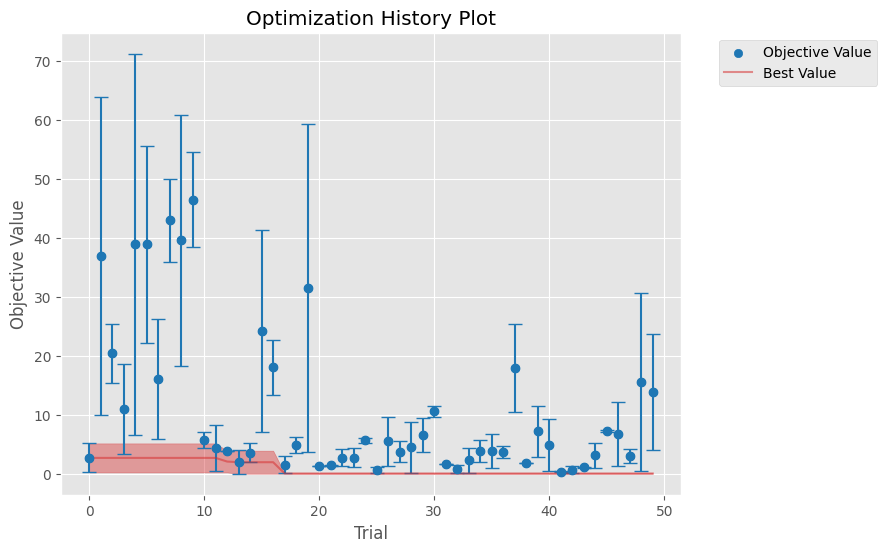 Optimization History Plot
Objective Value
Best Value
Objective Value
70
60
50
40
30
20
10
0
0 10 20 30 40 50
Trial